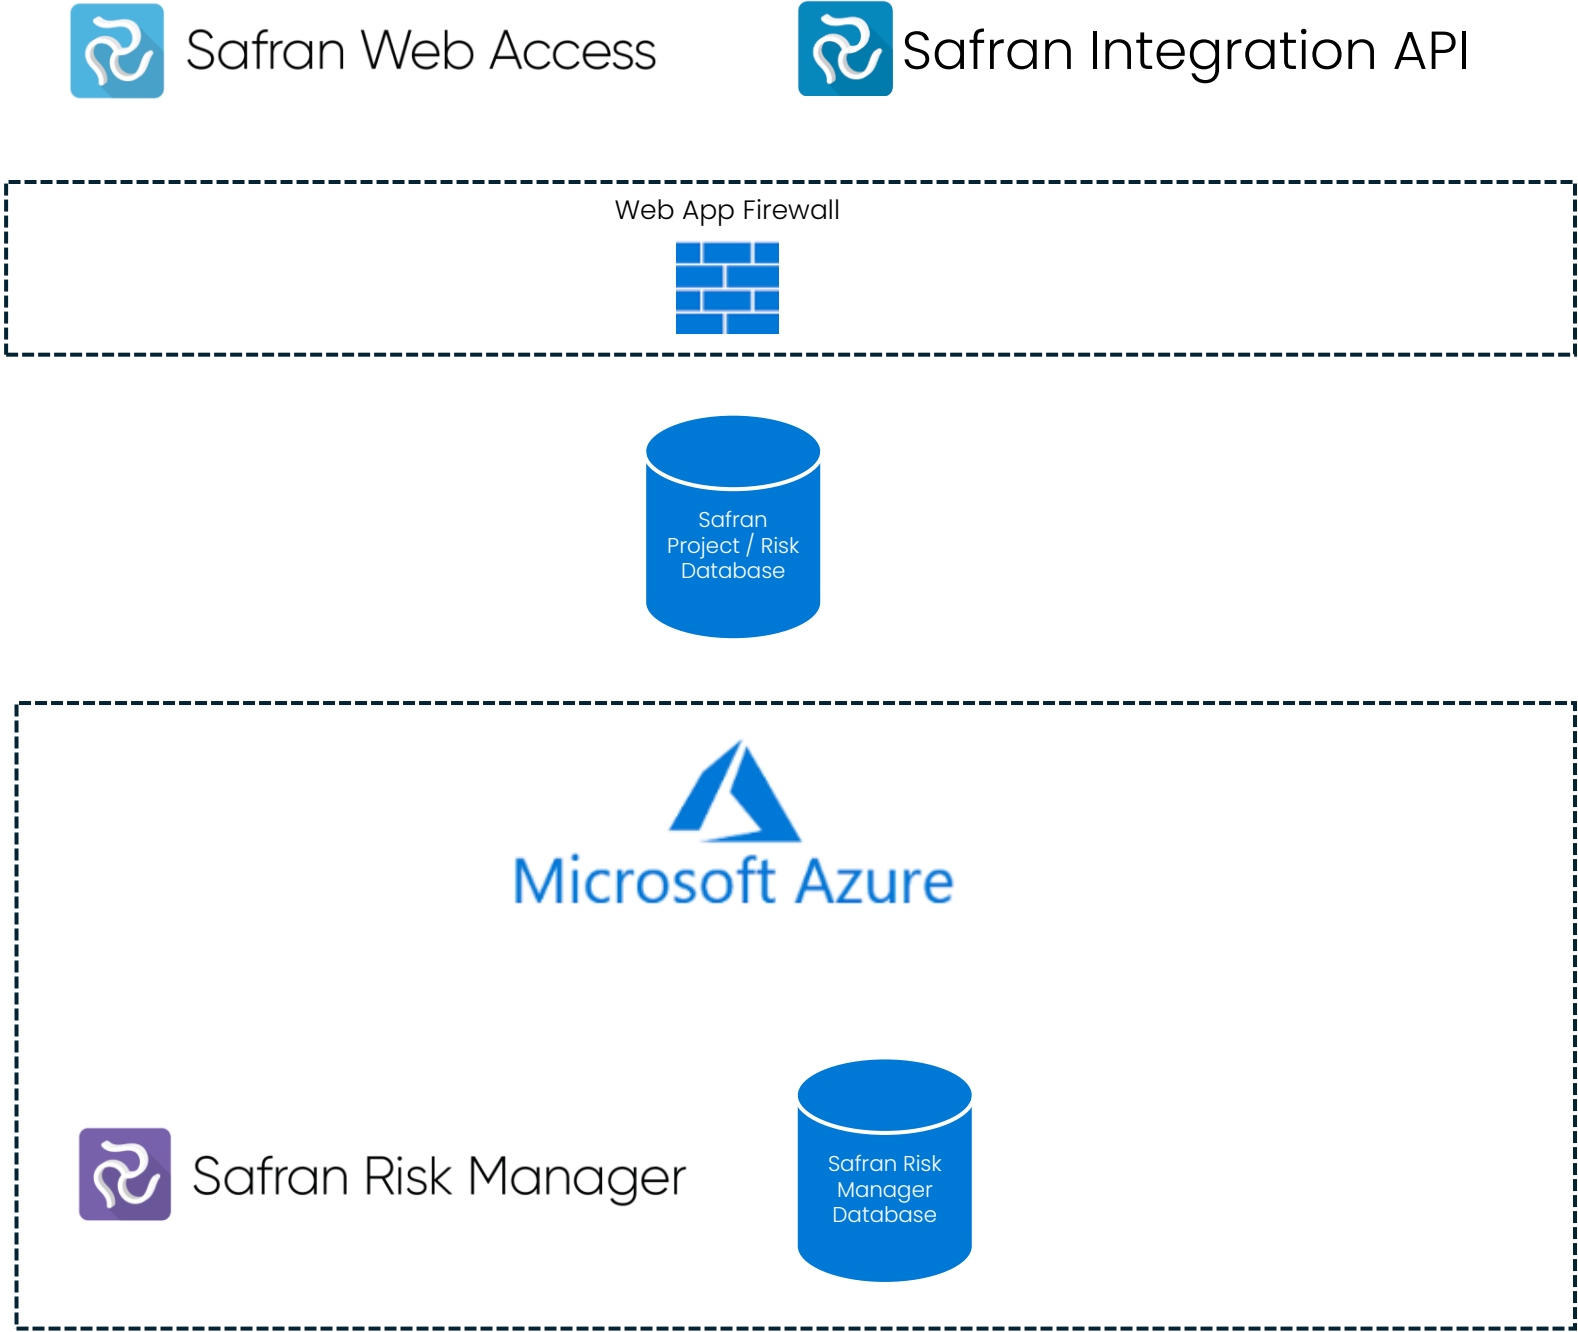 Safran Web Access
Safran Integration API
Web App Firewall
Safran
Project / Risk
Database
Microsoft Azure
Safran Risk Manager
Safran Risk
Manager
Database